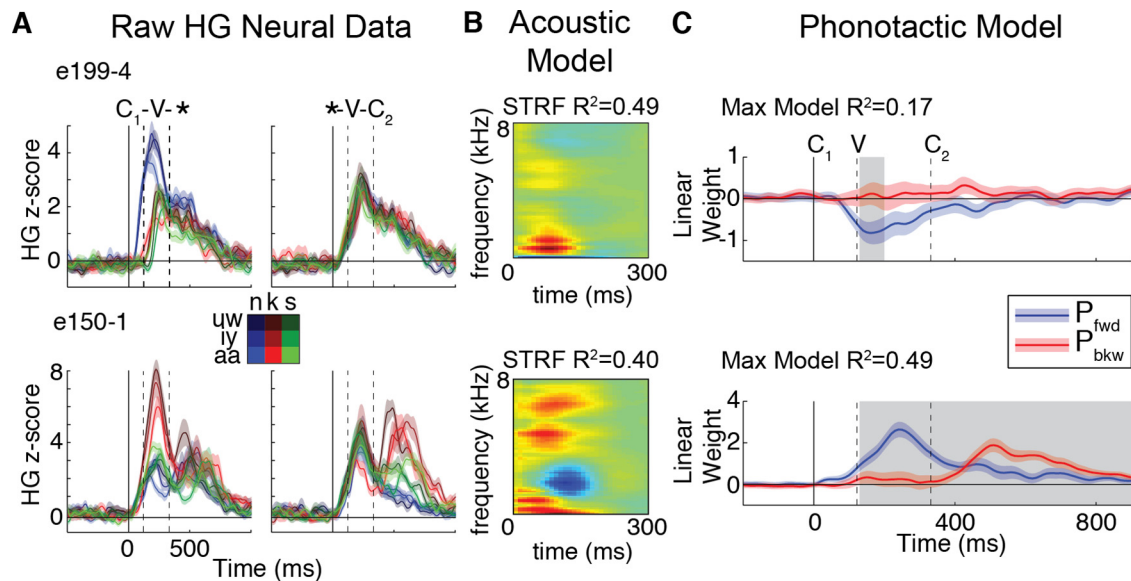 A Raw HG Neural Data
B Acoustic Model
C Phonotactic Model
e199-4
C1-V-*
*-V-C2
HG z-score
4
2
0
STRF R²=0.49
8
frequency (kHz)
0 300
time (ms)
Max Model R²=0.17
C1 V C2
Linear Weight
1
0
-1
e150-1
n k s
uw
iy
aa
HG z-score
8
4
0
0 500
Time (ms)
STRF R²=0.40
8
frequency (kHz)
0 300
time (ms)
Pfwd
Pbkw
Max Model R²=0.49
Linear Weight
2
0
0 400 800
Time (ms)